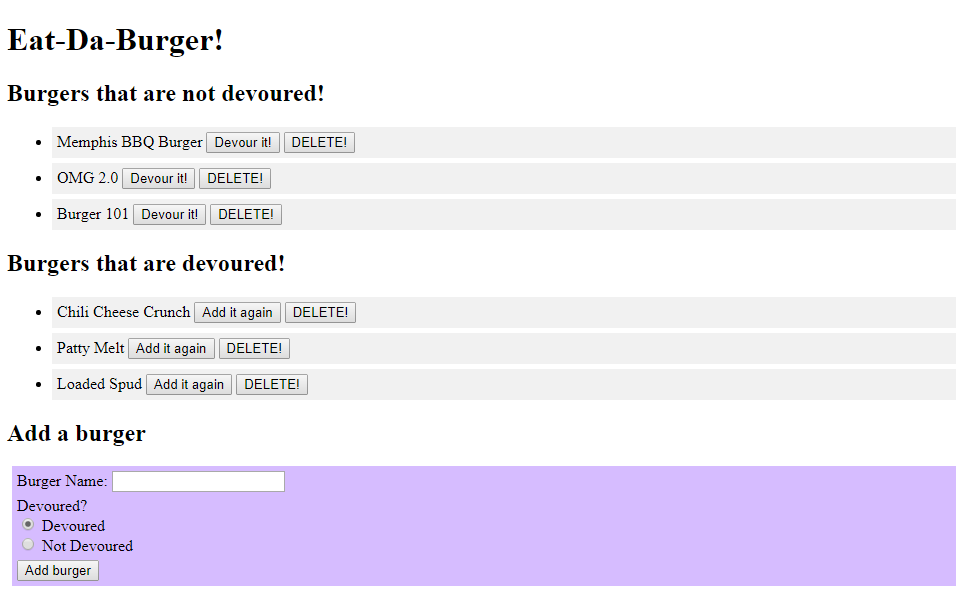 Eat-Da-Burger!
Burgers that are not devoured!
Memphis BBQ Burger Devour it! DELETE!
OMG 2.0 Devour it! DELETE!
Burger 101 Devour it! DELETE!
Burgers that are devoured!
Chili Cheese Crunch Add it again DELETE!
Patty Melt Add it again DELETE!
Loaded Spud Add it again DELETE!
Add a burger
Burger Name:
Devoured?
Devoured
Not Devoured
Add burger